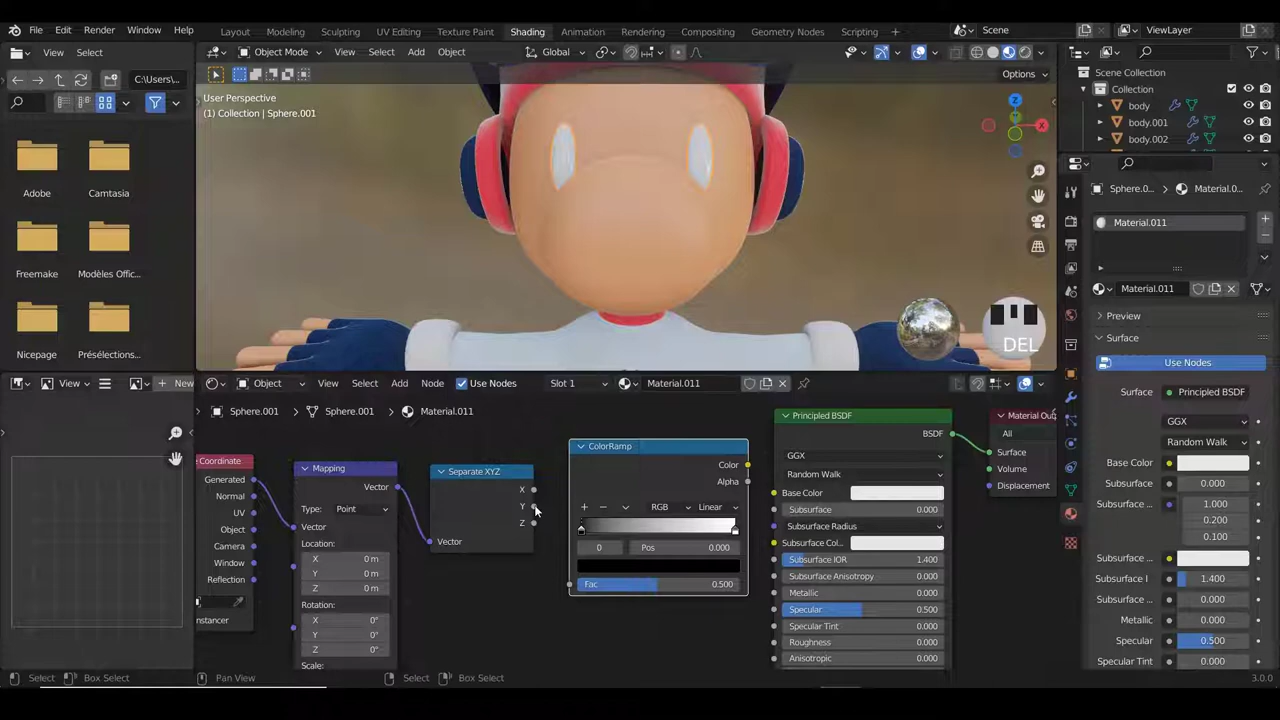 File Edit Render Window Help Layout Modeling Sculpting UV Editing Texture Paint Shading Animation Rendering Compositing Geometry Nodes Scripting Scene ViewLayer
View Select Object Mode View Select Add Object Global
C:\Users\... Options
User Perspective
(1) Collection | Sphere.001
Scene Collection
Collection
body
body.001
body.002
Adobe Camtasia
Freemake Modèles Offic...
Nicepage Présélections...
Z
X
DEL
Sphere.0... Material.0...
Material.011
Material.011
Preview
Surface
Use Nodes
Surface Principled BSDF
GGX
Random Walk
Base Color
Subsurface 0.000
Subsurface ... 1.000
0.200
0.100
Subsurface ...
Subsurface I 1.400
Subsurface ... 0.000
Metallic 0.000
Specular 0.500
Specular Tint 0.000
View New Object View Select Add Node Use Nodes Slot 1 Material.011
Sphere.001 Sphere.001 Material.011
Coordinate
Generated
Normal
UV
Object
Camera
Window
Reflection
Mapping
Vector
Type: Point
Vector
Location:
X 0 m
Y 0 m
Z 0 m
Rotation:
X 0°
Y 0°
Z 0°
Scale:
Separate XYZ
X
Y
Z
Vector
ColorRamp
Color
Alpha
RGB Linear
0 Pos 0.000
Fac 0.500
Principled BSDF
BSDF
GGX
Random Walk
Base Color
Subsurface 0.000
Subsurface Radius
Subsurface Col...
Subsurface IOR 1.400
Subsurface Anisotropy 0.000
Metallic 0.000
Specular 0.500
Specular Tint 0.000
Roughness 0.000
Anisotropic 0.000
Material Out
All
Surface
Volume
Displacement
Select Box Select Pan View Select Box Select 3.0.0